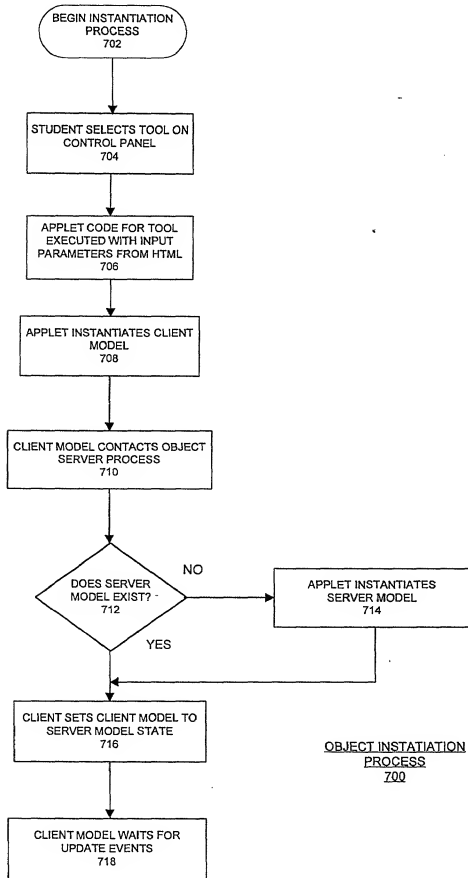 BEGIN INSTANTIATION
PROCESS
702
STUDENT SELECTS TOOL ON
CONTROL PANEL
704
APPLET CODE FOR TOOL
EXECUTED WITH INPUT
PARAMETERS FROM HTML
706
APPLET INSTANTIATES CLIENT
MODEL
708
CLIENT MODEL CONTACTS OBJECT
SERVER PROCESS
710
DOES SERVER
MODEL EXIST?
712
NO
APPLET INSTANTIATES
SERVER MODEL
714
YES
CLIENT SETS CLIENT MODEL TO
SERVER MODEL STATE
716
OBJECT INSTATIATION
PROCESS
700
CLIENT MODEL WAITS FOR
UPDATE EVENTS
718